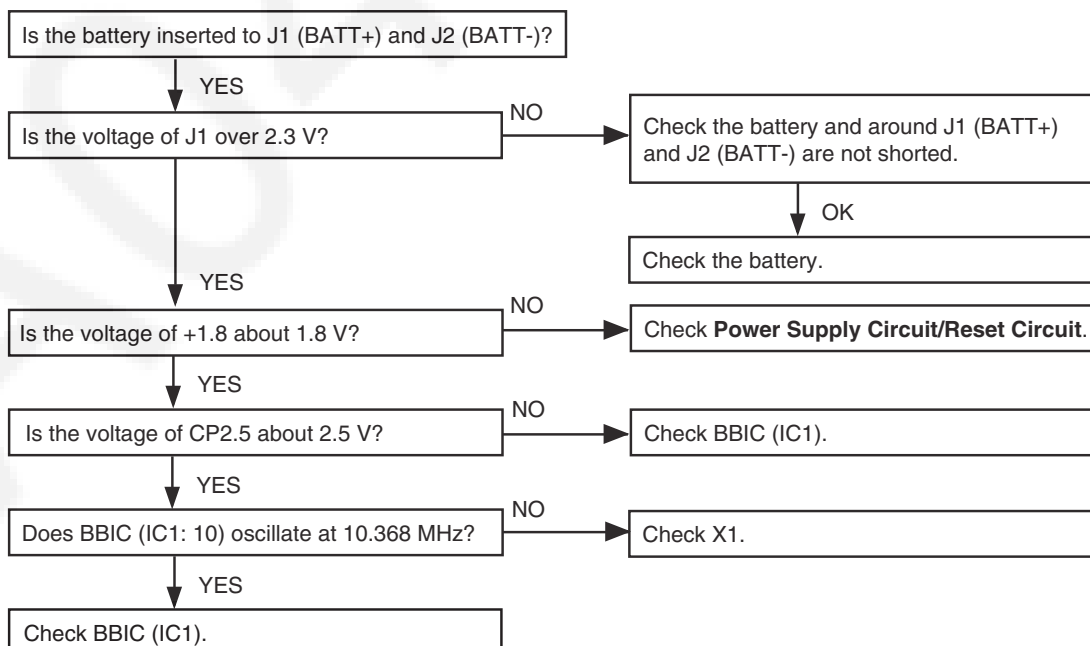 Is the battery inserted to J1 (BATT+) and J2 (BATT-)?
YES
Is the voltage of J1 over 2.3 V?
NO
Check the battery and around J1 (BATT+)
and J2 (BATT-) are not shorted.
OK
Check the battery.
YES
Is the voltage of +1.8 about 1.8 V?
NO
Check Power Supply Circuit/Reset Circuit.
YES
Is the voltage of CP2.5 about 2.5 V?
NO
Check BBIC (IC1).
YES
Does BBIC (IC1: 10) oscillate at 10.368 MHz?
NO
Check X1.
YES
Check BBIC (IC1).